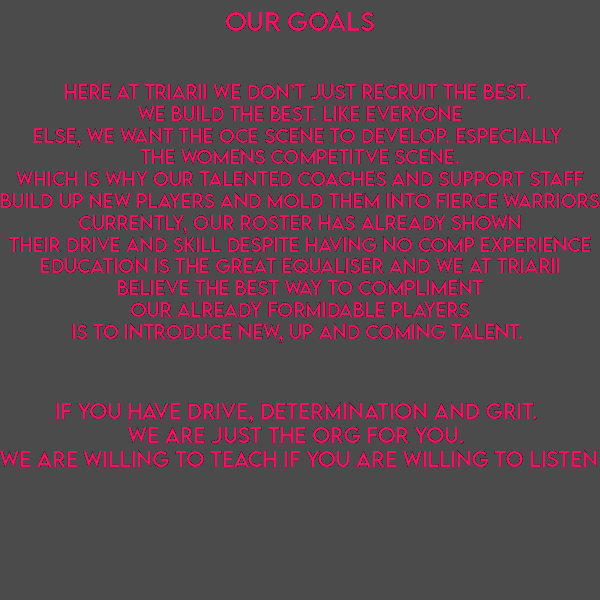 OUR GOALS
HERE AT TRIARII WE DON'T JUST RECRUIT THE BEST.
WE BUILD THE BEST. LIKE EVERYONE
ELSE, WE WANT THE OCE SCENE TO DEVELOP. ESPECIALLY
THE WOMENS COMPETITVE SCENE.
WHICH IS WHY OUR TALENTED COACHES AND SUPPORT STAFF
BUILD UP NEW PLAYERS AND MOLD THEM INTO FIERCE WARRIORS
CURRENTLY, OUR ROSTER HAS ALREADY SHOWN
THEIR DRIVE AND SKILL DESPITE HAVING NO COMP EXPERIENCE
EDUCATION IS THE GREAT EQUALISER AND WE AT TRIARII
BELIEVE THE BEST WAY TO COMPLIMENT
OUR ALREADY FORMIDABLE PLAYERS
IS TO INTRODUCE NEW, UP AND COMING TALENT.
IF YOU HAVE DRIVE, DETERMINATION AND GRIT.
WE ARE JUST THE ORG FOR YOU.
WE ARE WILLING TO TEACH IF YOU ARE WILLING TO LISTEN